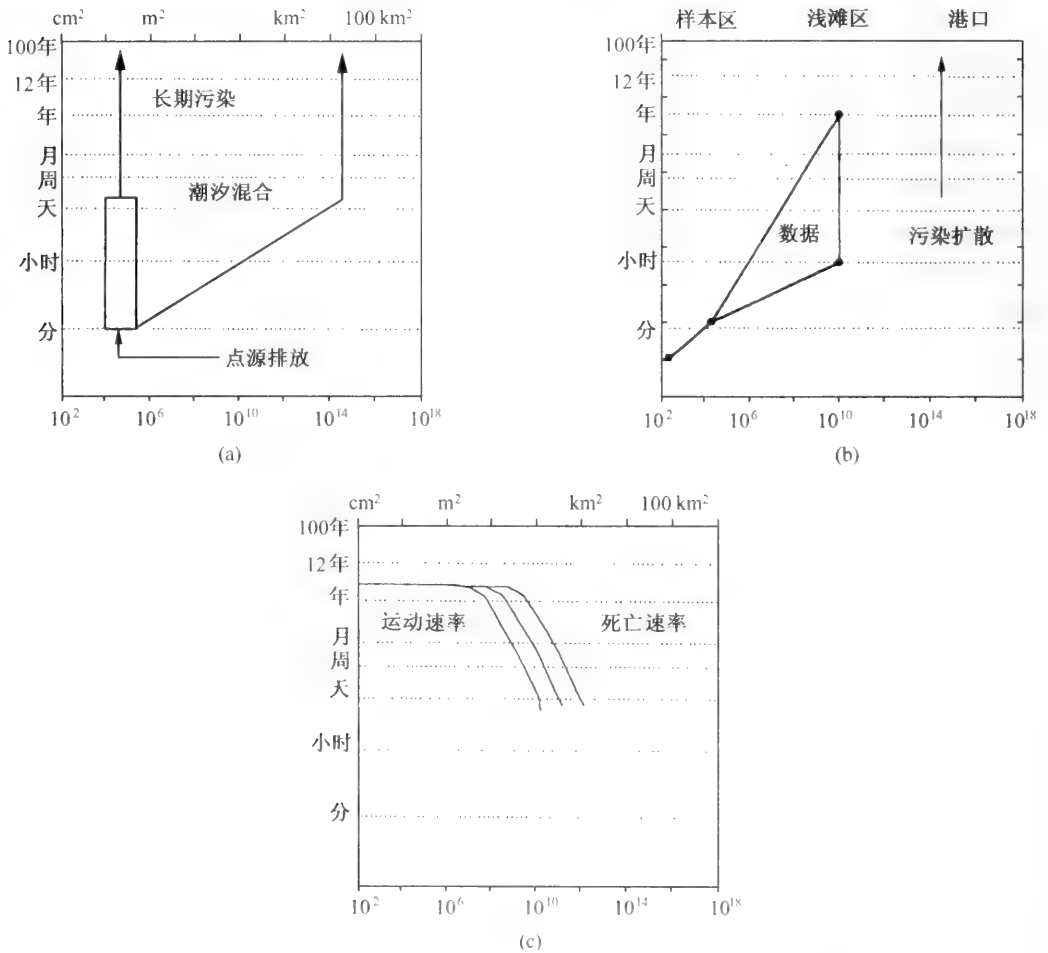 cm² m² km² 100 km²
100年
12年
年
月
周
天
小时
分
长期污染
潮汐混合
点源排放
10² 10⁶ 10¹⁰ 10¹⁴ 10¹⁸
(a)
样本区 浅滩区 港口
100年
12年
年
月
周
天
小时
分
数据
污染扩散
10² 10⁶ 10¹⁰ 10¹⁴ 10¹⁸
(b)
cm² m² km² 100 km²
100年
12年
年
月
周
天
小时
分
运动速率 死亡速率
10² 10⁶ 10¹⁰ 10¹⁴ 10¹⁸
(c)